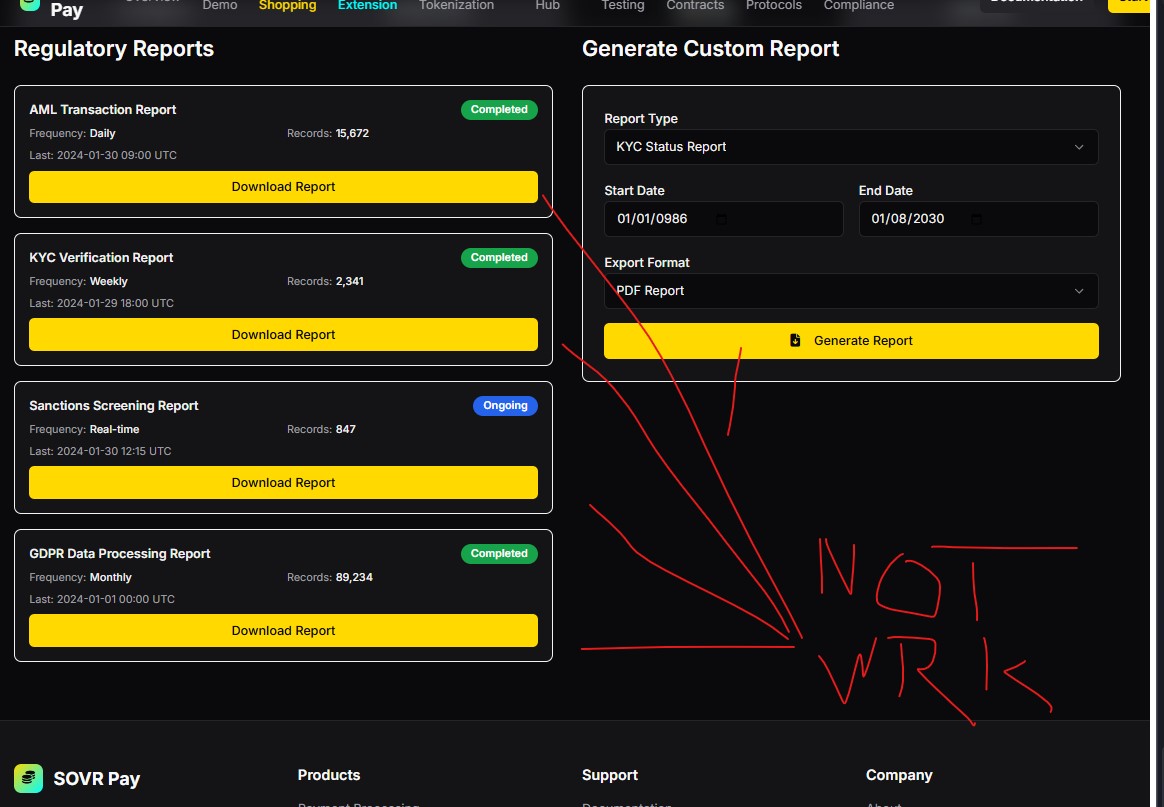 Pay
Demo
Shopping
Extension
Tokenization
Hub
Testing
Contracts
Protocols
Compliance
Documentation
Regulatory Reports
AML Transaction Report
Completed
Frequency: Daily
Records: 15,672
Last: 2024-01-30 09:00 UTC
Download Report
KYC Verification Report
Completed
Frequency: Weekly
Records: 2,341
Last: 2024-01-29 18:00 UTC
Download Report
Sanctions Screening Report
Ongoing
Frequency: Real-time
Records: 847
Last: 2024-01-30 12:15 UTC
Download Report
GDPR Data Processing Report
Completed
Frequency: Monthly
Records: 89,234
Last: 2024-01-01 00:00 UTC
Download Report
Generate Custom Report
Report Type
KYC Status Report
Start Date
End Date
01/01/0986
01/08/2030
Export Format
PDF Report
Generate Report
NOT
WRK
SOVR Pay
Products
Support
Company
Payment Processing
Documentation
About